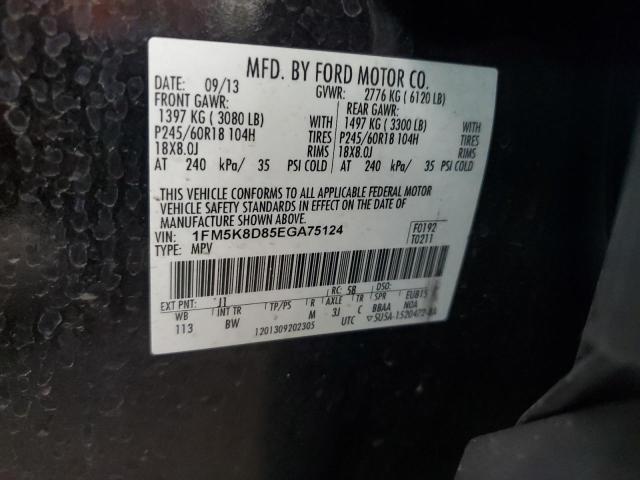 MFD. BY FORD MOTOR CO.
DATE: 09/13 GVWR: 2776 KG ( 6120 LB)
FRONT GAWR: REAR GAWR:
1397 KG ( 3080 LB) WITH 1497 KG ( 3300 LB) WITH
P245/60R18 104H TIRES P245/60R18 104H TIRES
18X8.0J RIMS 18X8.0J RIMS
AT 240 kPa/ 35 PSI COLD AT 240 kPa/ 35 PSI COLD
THIS VEHICLE CONFORMS TO ALL APPLICABLE FEDERAL MOTOR
VEHICLE SAFETY STANDARDS IN EFFECT ON THE DATE OF
MANUFACTURE SHOWN ABOVE.
VIN: 1FM5K8D85EGA75124 F0192
TYPE: MPV T0211
EXT PNT: J1 RC: 58 DSO:
WB INT TR TP/PS R AXLE TR SPR EUB15
113 BW M 3J C BBAA NOA
1201309202305 UTC ▽5U5A-1520472-BA